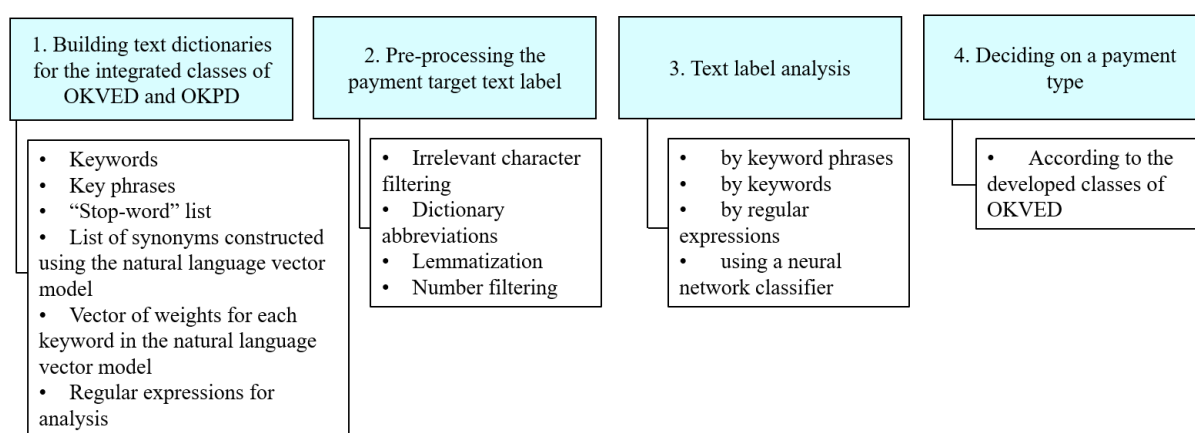 1. Building text dictionaries
for the integrated classes of
OKVED and OKPD
• Keywords
• Key phrases
• “Stop-word” list
• List of synonyms constructed
using the natural language vector
model
• Vector of weights for each
keyword in the natural language
vector model
• Regular expressions for
analysis
2. Pre-processing the
payment target text label
• Irrelevant character
filtering
• Dictionary
abbreviations
• Lemmatization
• Number filtering
3. Text label analysis
• by keyword phrases
• by keywords
• by regular
expressions
• using a neural
network classifier
4. Deciding on a payment
type
• According to the
developed classes of
OKVED